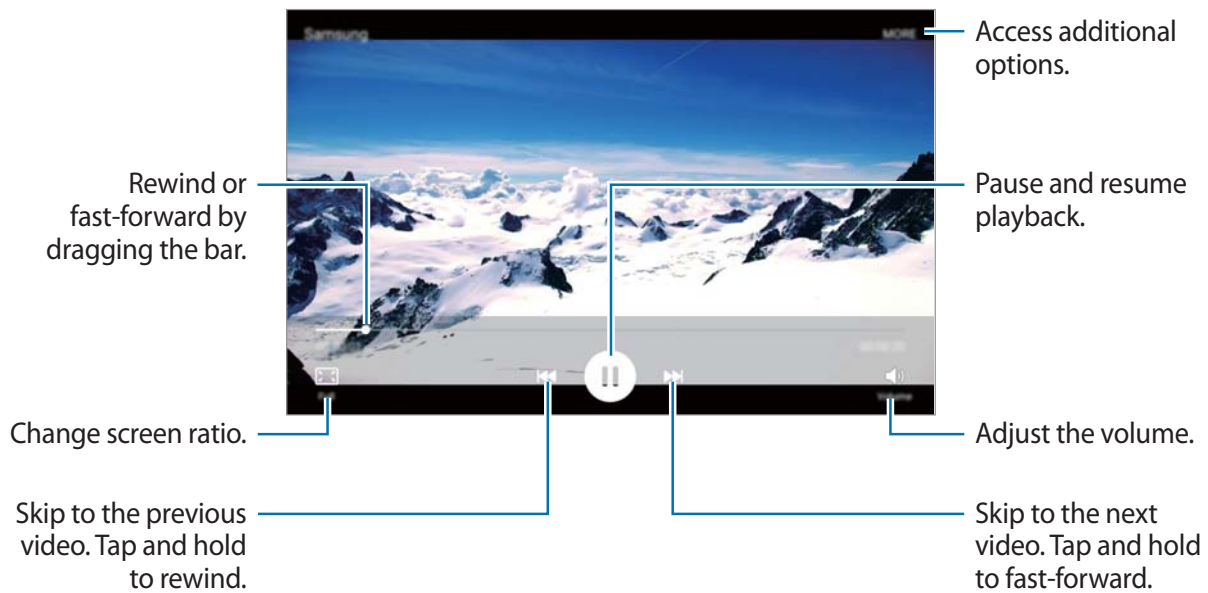 Samsung
MORE
Access additional
options.
Rewind or
fast-forward by
dragging the bar.
Pause and resume
playback.
Full
Volume
Change screen ratio.
Adjust the volume.
Skip to the previous
video. Tap and hold
to rewind.
Skip to the next
video. Tap and hold
to fast-forward.